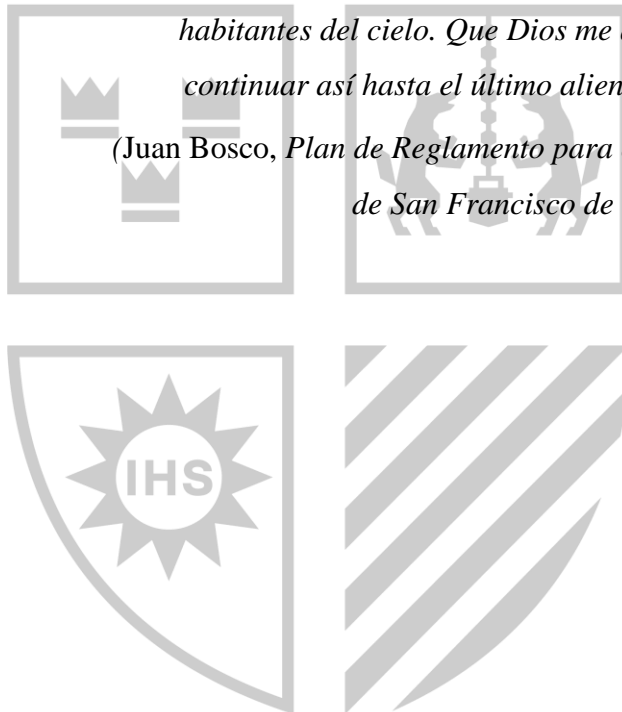 habitantes del cielo. Que Dios me
continuar así hasta el último alien
(Juan Bosco, Plan de Reglamento para
de San Francisco de
IHS